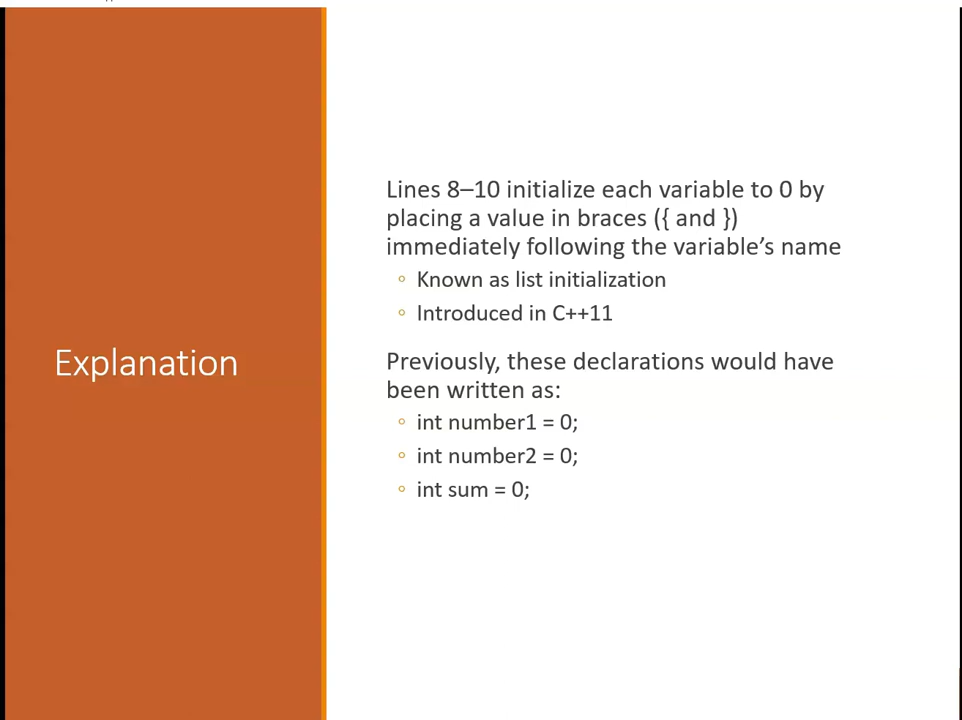 Explanation
Lines 8–10 initialize each variable to 0 by
placing a value in braces ({ and })
immediately following the variable’s name
◦ Known as list initialization
◦ Introduced in C++11
Previously, these declarations would have
been written as:
◦ int number1 = 0;
◦ int number2 = 0;
◦ int sum = 0;